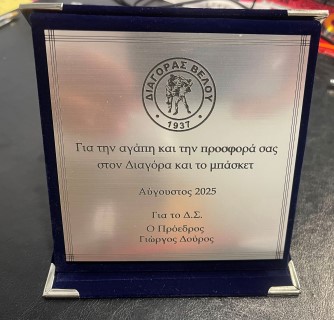 ΔΙΑΓΟΡΑΣ ΒΕΛΟΥ
· 1937 ·
Για την αγάπη και την προσφορά σας
στον Διαγόρα και το μπάσκετ
Αύγουστος 2025
Για το Δ.Σ.
Ο Πρόεδρος
Γιώργος Δούρος